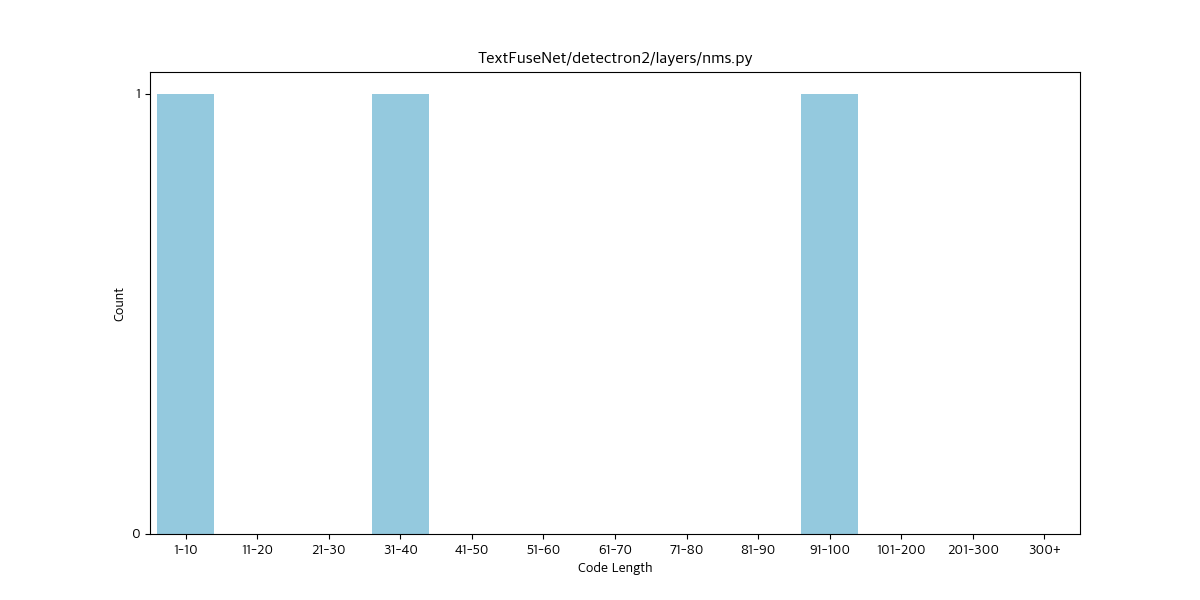 TextFuseNet/detectron2/layers/nms.py
1
0
Count
1-10 11-20 21-30 31-40 41-50 51-60 61-70 71-80 81-90 91-100 101-200 201-300 300+
Code Length